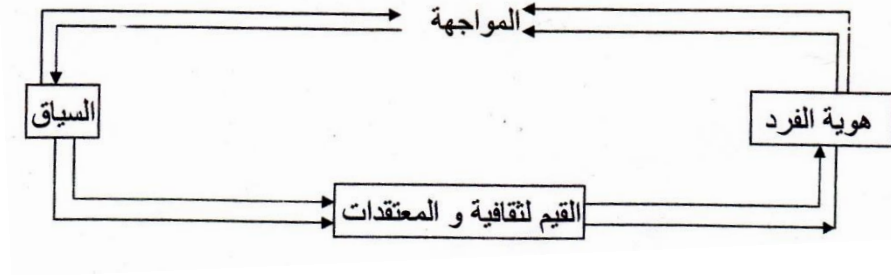 المواجهة
هوية الفرد
السياق
القيم لثقافية و المعتقدات